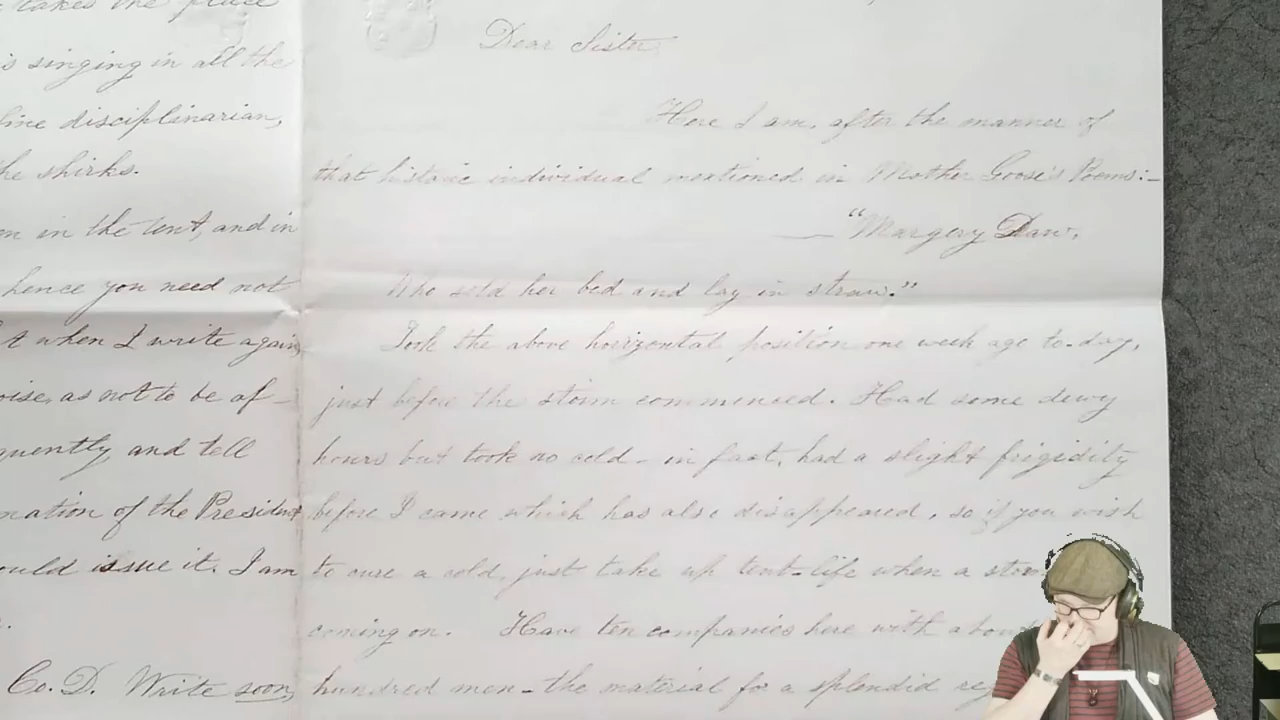 takes the place
is singing in all the
fine disciplinarian,
the shirks.
in the tent, and in
hence you need not
when I write again,
as not to be af-
quently and tell
mation of the President
ould issue it. I am
Co. D. Write soon,
Dear Sister
Here I am, after the manner of
that historic individual mentioned in Mother Goose's Poems:-
— "Margery Daw,
Who sold her bed and lay in straw."
Took the above horizontal position one week ago to-day,
just before the storm commenced. Had some dewy
hours but took no cold - in fact, had a slight frigidity
before I came which has also disappeared, so if you wish
to cure a cold, just take up tent-life when a
coming on. Have ten companies here with
hundred men - the material for a splendid